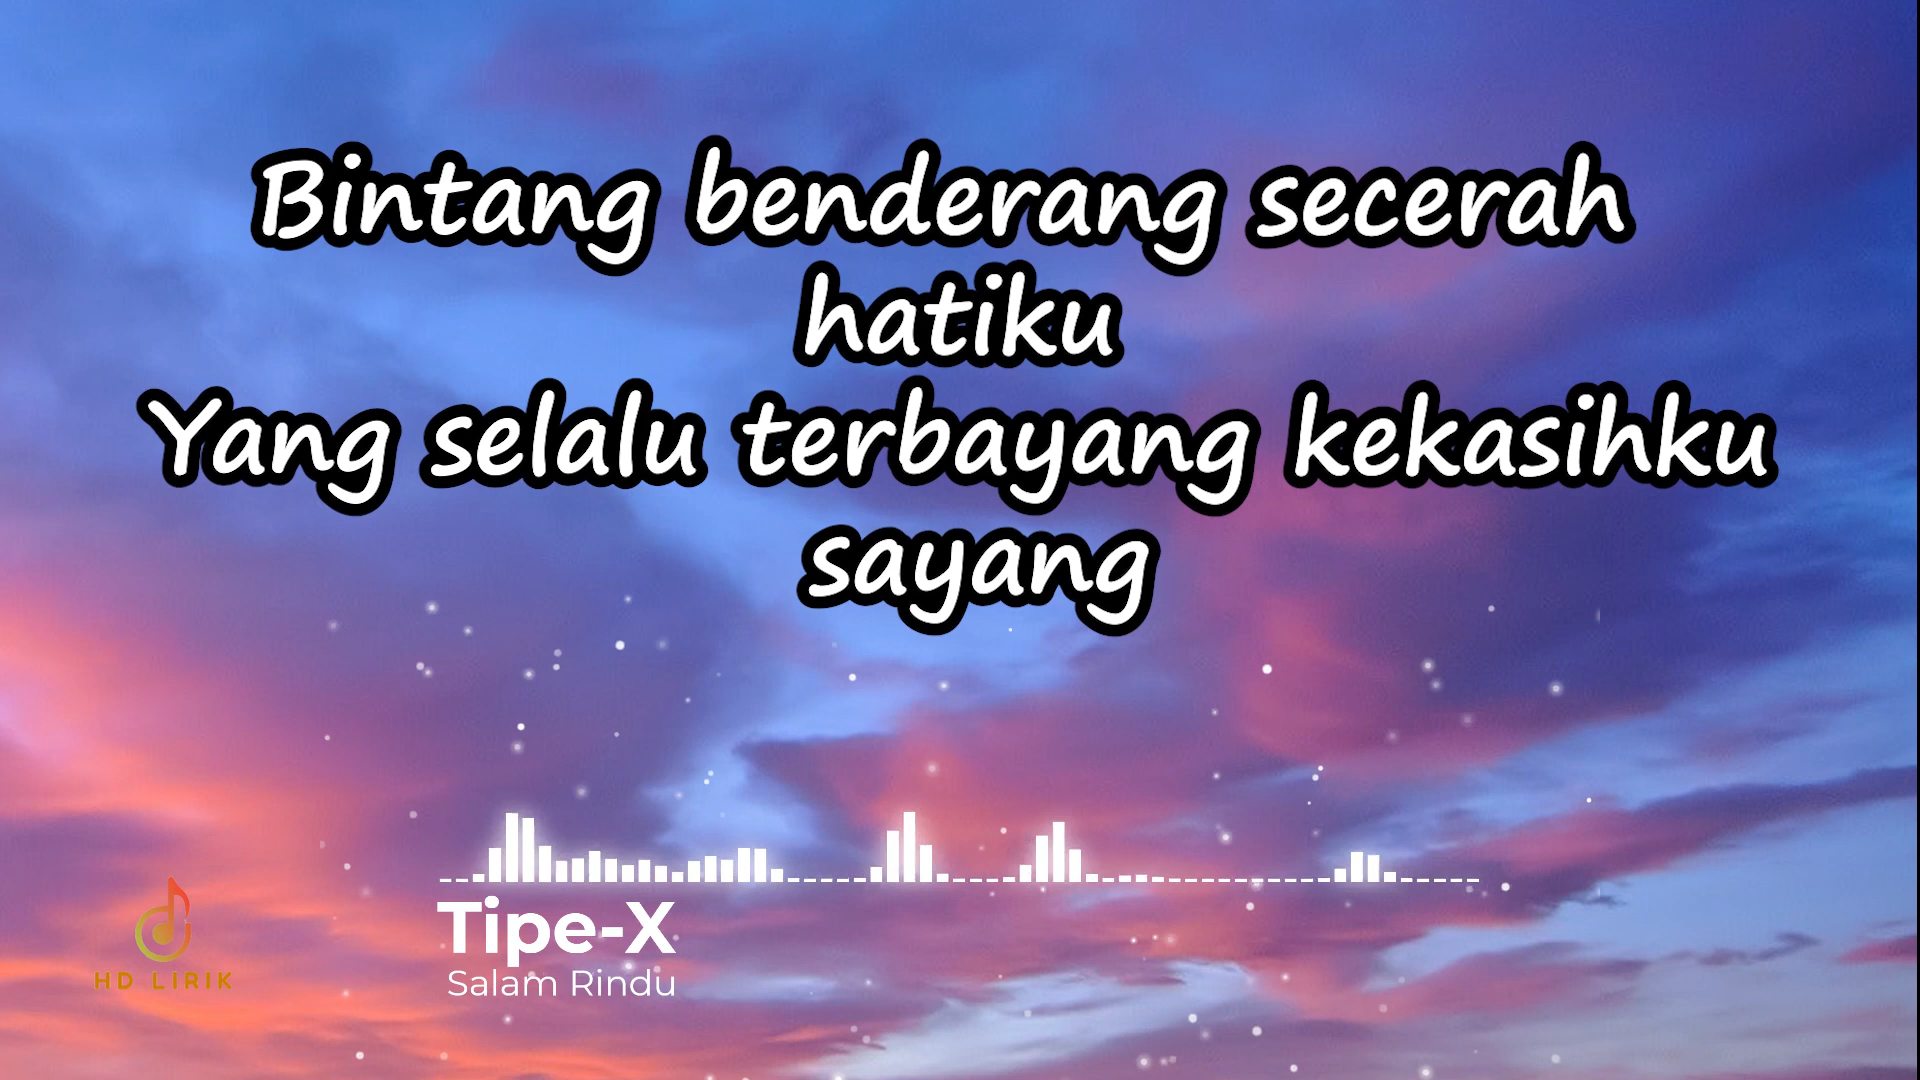 Bintang benderang secerah
hatiku
Yang selalu terbayang kekasihku
sayang
Tipe-X
Salam Rindu
HD LIRIK